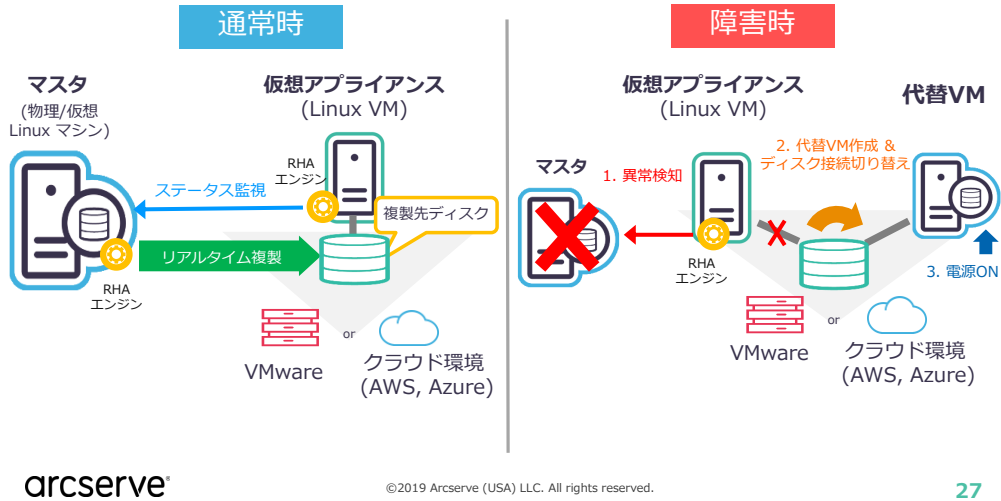 通常時
マスタ
(物理/仮想
Linux マシン)
仮想アプライアンス
(Linux VM)
RHA
エンジン
ステータス監視
複製先ディスク
リアルタイム複製
RHA
エンジン
or
VMware
クラウド環境
(AWS, Azure)
障害時
仮想アプライアンス
(Linux VM)
代替VM
2. 代替VM作成 &
ディスク接続切り替え
マスタ
1. 異常検知
RHA
エンジン
3. 電源ON
or
VMware
クラウド環境
(AWS, Azure)
arcserve®
©2019 Arcserve (USA) LLC. All rights reserved.
27